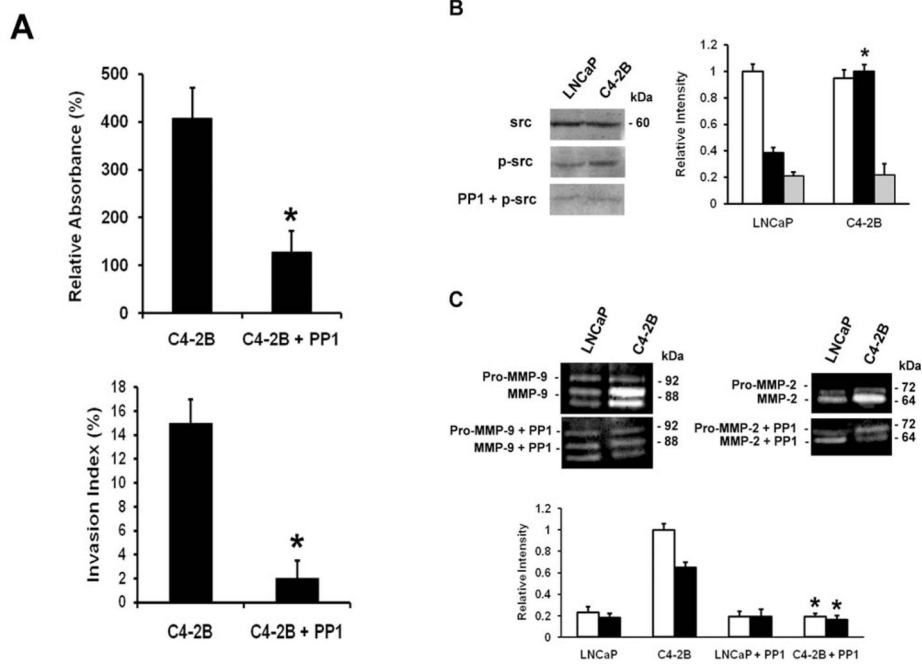 A
Relative Absorbance (%)
500
400
300
200
100
0
*
C4-2B C4-2B + PP1
Invasion Index (%)
18
16
14
12
10
8
6
4
2
0
*
C4-2B C4-2B + PP1
B
LNCaP C4-2B
kDa
src - 60
p-src
PP1 + p-src
Relative Intensity
1.2
1
0.8
0.6
0.4
0.2
0
*
LNCaP C4-2B
C
LNCaP C4-2B
kDa
Pro-MMP-9 - - 92
MMP-9 - - 88
Pro-MMP-9 + PP1 - - 92
MMP-9 + PP1 - - 88
LNCaP C4-2B
kDa
Pro-MMP-2 - - 72
MMP-2 - - 64
Pro-MMP-2 + PP1 - - 72
MMP-2 + PP1 - - 64
Relative Intensity
1.2
1
0.8
0.6
0.4
0.2
0
* *
LNCaP C4-2B LNCaP + PP1 C4-2B + PP1